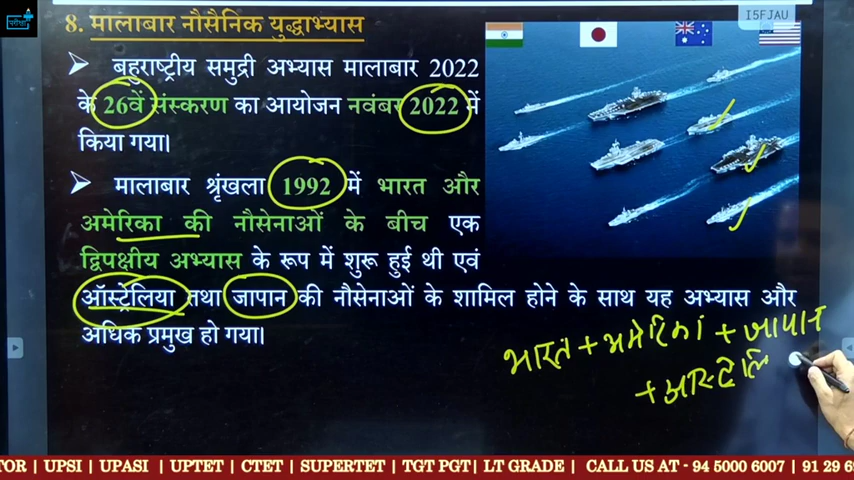 परीक्षा
I5FJAU
8. मालाबार नौसैनिक युद्धाभ्यास
➤ बहुराष्ट्रीय समुद्री अभ्यास मालाबार 2022
के 26वें संस्करण का आयोजन नवंबर 2022 में
किया गया।
➤ मालाबार श्रृंखला 1992 में भारत और
अमेरिका की नौसेनाओं के बीच एक
द्विपक्षीय अभ्यास के रूप में शुरू हुई थी एवं
ऑस्ट्रेलिया तथा जापान की नौसेनाओं के शामिल होने के साथ यह अभ्यास और
अधिक प्रमुख हो गया।
भारत + अमेरिका + जापान
+ आस्ट्रेलि
TOR | UPSI | UPASI | UPTET | CTET | SUPERTET | TGT PGT| LT GRADE | CALL US AT - 94 5000 6007 | 91 29 6